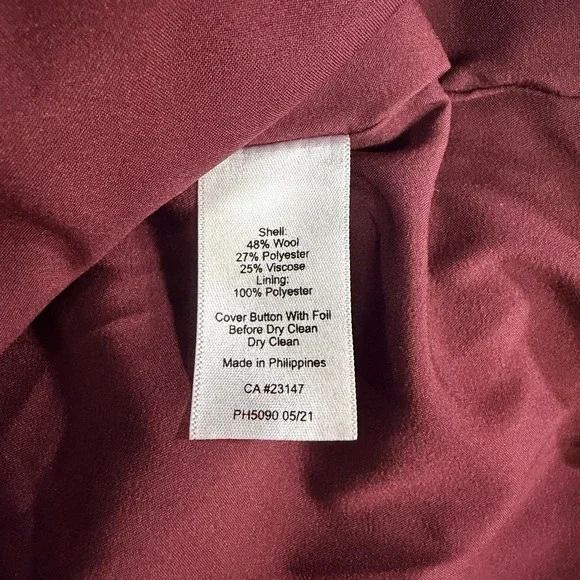 Shell:
48% Wool
27% Polyester
25% Viscose
Lining:
100% Polyester
Cover Button With Foil
Before Dry Clean
Dry Clean
Made in Philippines
CA #23147
PH5090 05/21